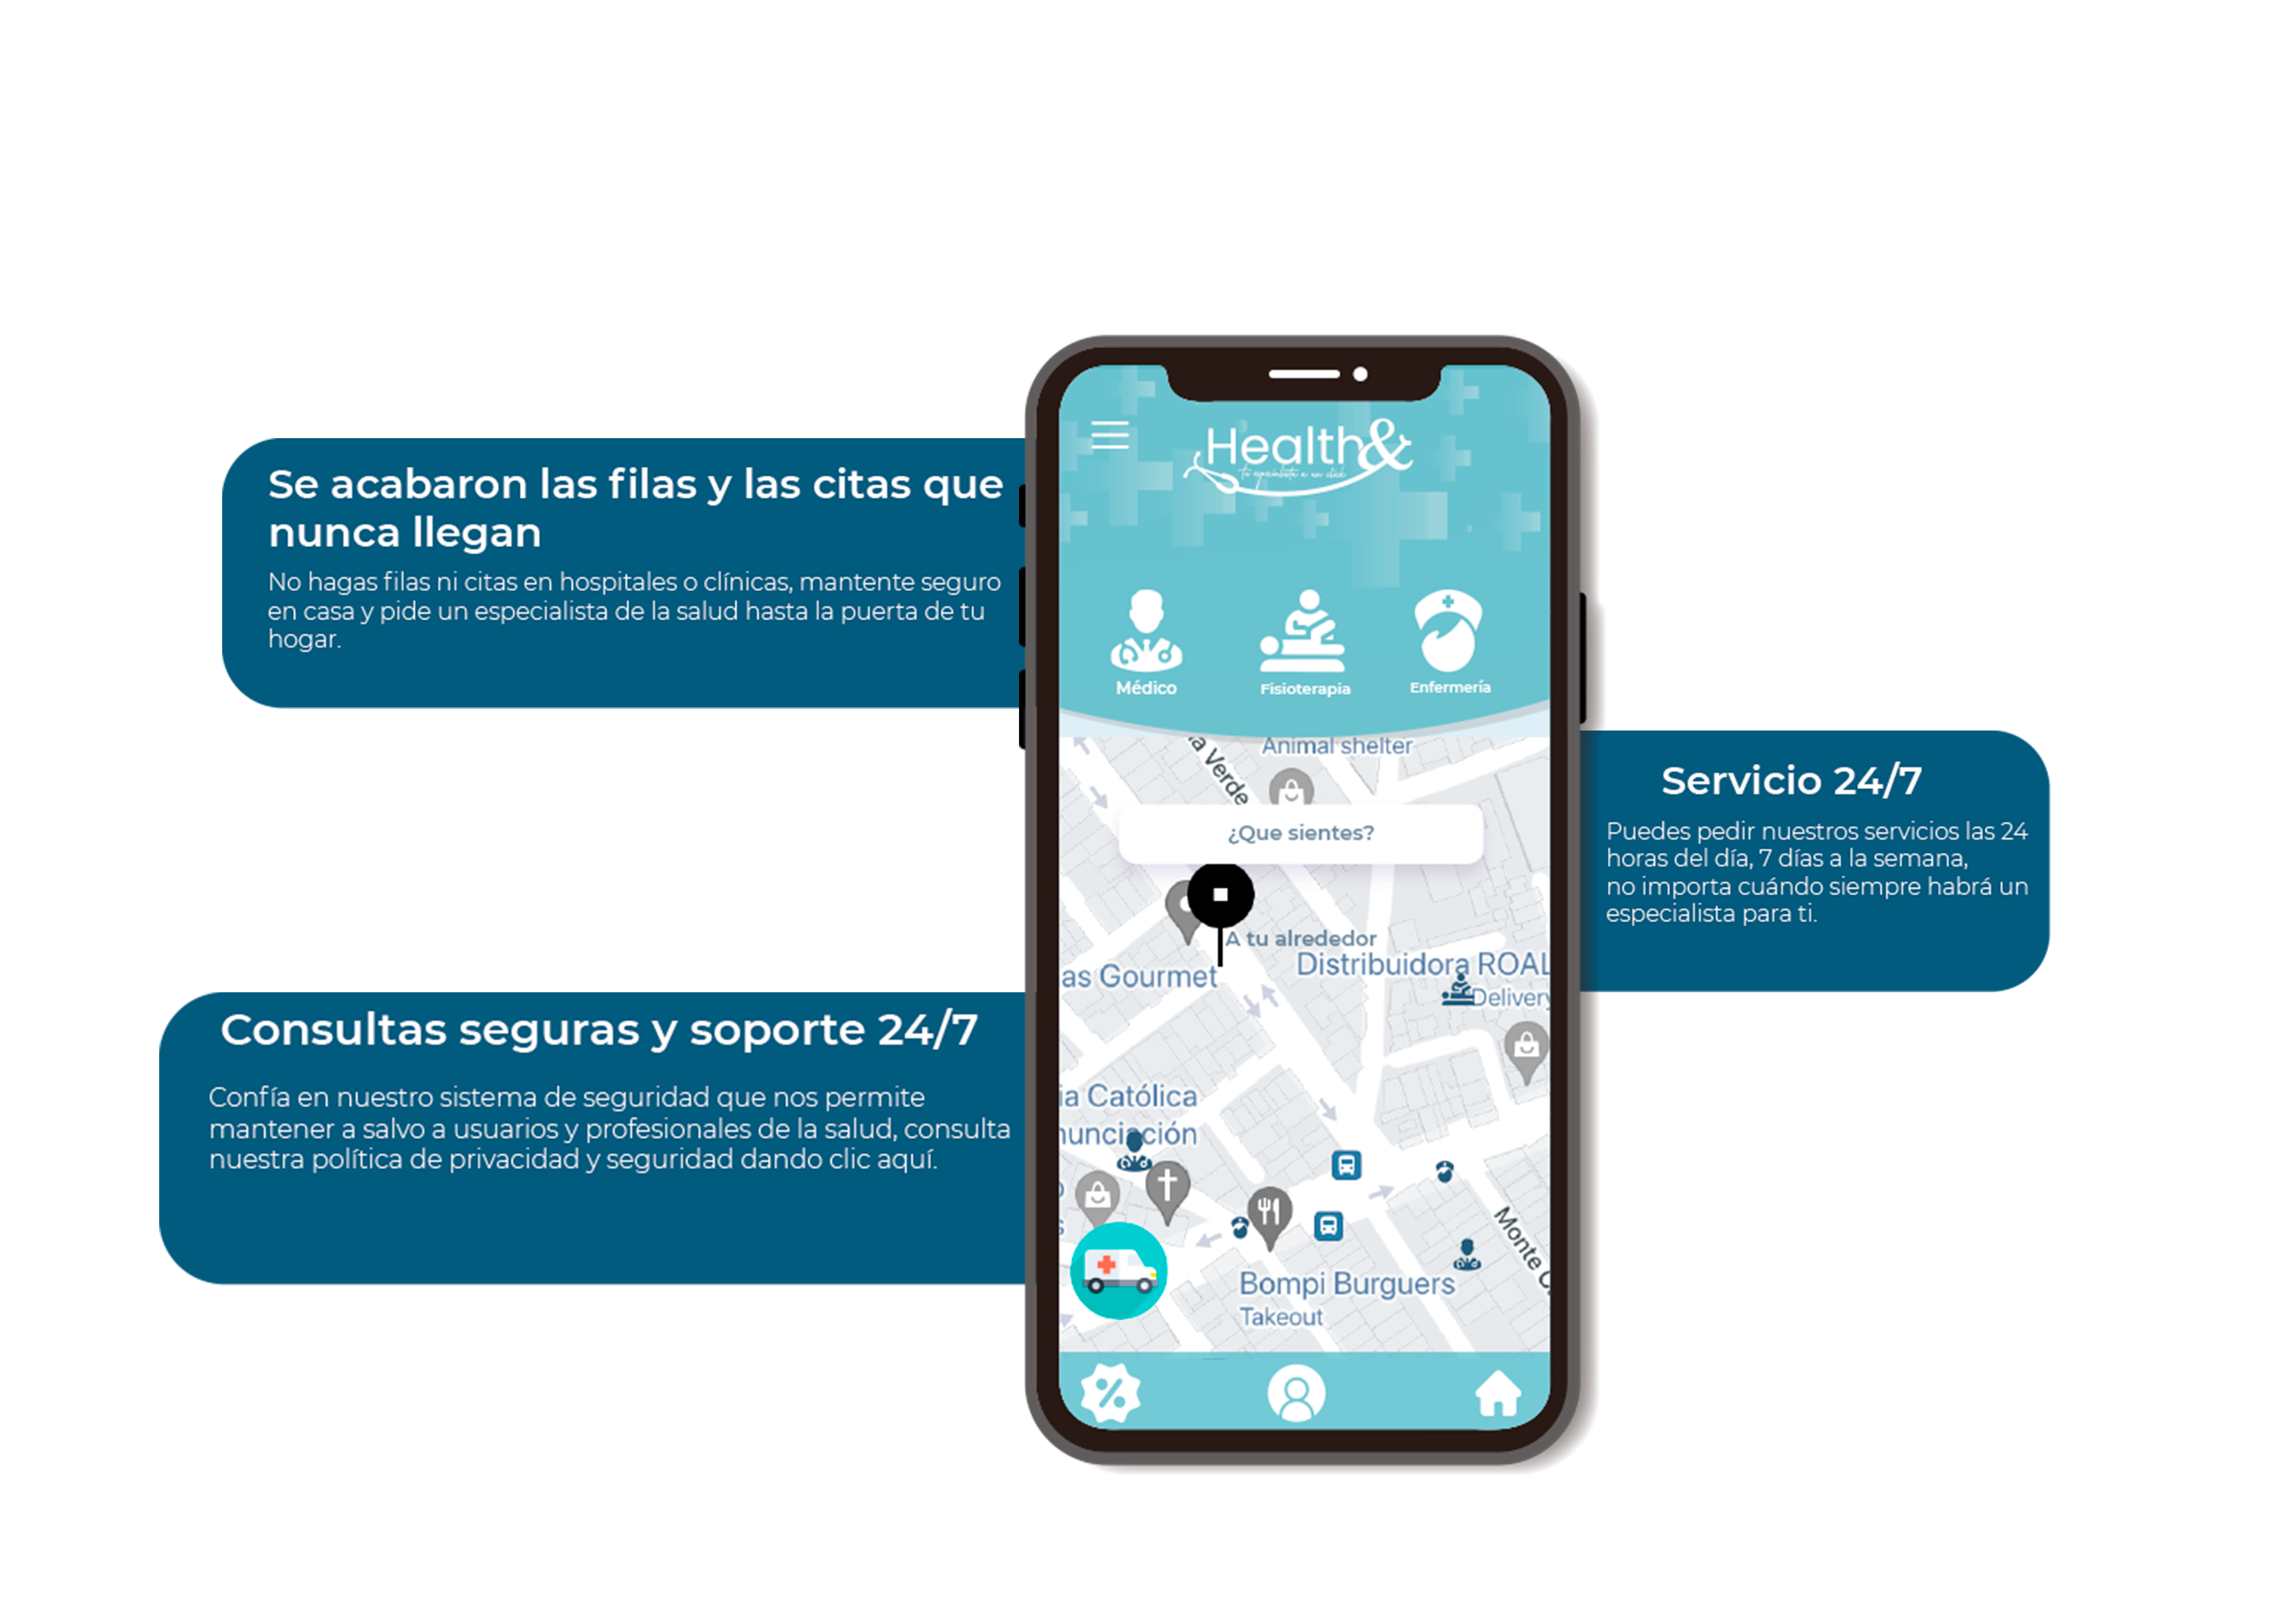 Se acabaron las filas y las citas que
nunca llegan
No hagas filas ni citas en hospitales o clínicas, mantente seguro
en casa y pide un especialista de la salud hasta la puerta de tu
hogar.
Consultas seguras y soporte 24/7
Confía en nuestro sistema de seguridad que nos permite
mantener a salvo a usuarios y profesionales de la salud, consulta
nuestra política de privacidad y seguridad dando clic aquí.
Health&
tu especialista a un click
Médico
Fisioterapia
Enfermería
Animal shelter
a Verde
¿Que sientes?
A tu alrededor
Distribuidora ROAL
Delivery
as Gourmet
ia Católica
nunciación
Monte C
Bompi Burguers
Takeout
Servicio 24/7
Puedes pedir nuestros servicios las 24
horas del día, 7 días a la semana,
no importa cuándo siempre habrá un
especialista para ti.